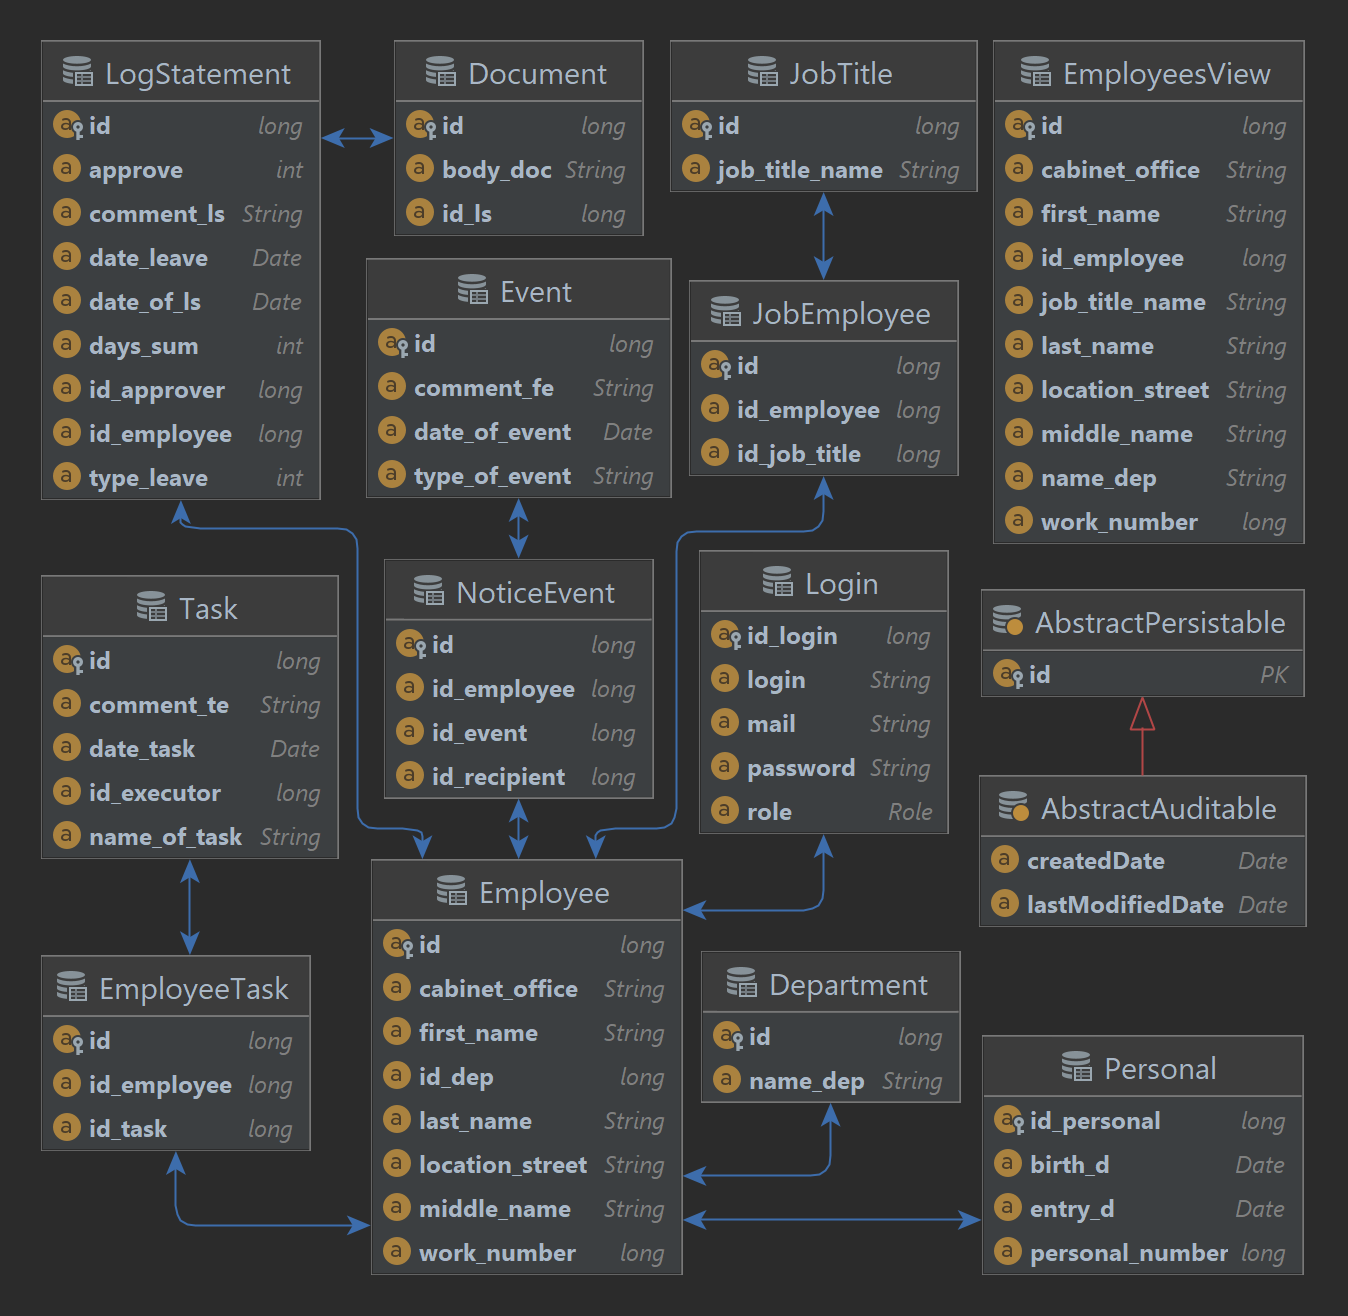 LogStatement
id long
approve int
comment_ls String
date_leave Date
date_of_ls Date
days_sum int
id_approver long
id_employee long
type_leave int
Document
id long
body_doc String
id_ls long
JobTitle
id long
job_title_name String
EmployeesView
id long
cabinet_office String
first_name String
id_employee long
job_title_name String
last_name String
location_street String
middle_name String
name_dep String
work_number long
Event
id long
comment_fe String
date_of_event Date
type_of_event String
JobEmployee
id long
id_employee long
id_job_title long
Task
id long
comment_te String
date_task Date
id_executor long
name_of_task String
NoticeEvent
id long
id_employee long
id_event long
id_recipient long
Login
id_login long
login String
mail String
password String
role Role
AbstractPersistable
id PK
AbstractAuditable
createdDate Date
lastModifiedDate Date
EmployeeTask
id long
id_employee long
id_task long
Employee
id long
cabinet_office String
first_name String
id_dep long
last_name String
location_street String
middle_name String
work_number long
Department
id long
name_dep String
Personal
id_personal long
birth_d Date
entry_d Date
personal_number long